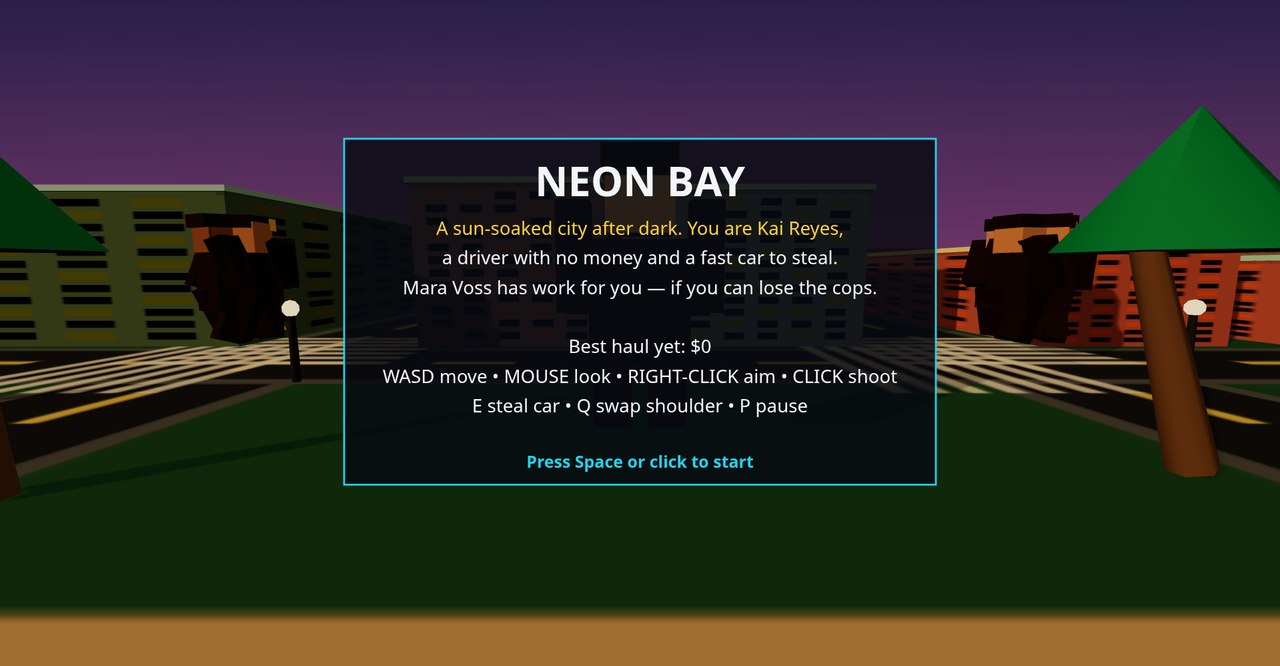 NEON BAY
A sun-soaked city after dark. You are Kai Reyes,
a driver with no money and a fast car to steal.
Mara Voss has work for you — if you can lose the cops.
Best haul yet: $0
WASD move • MOUSE look • RIGHT-CLICK aim • CLICK shoot
E steal car • Q swap shoulder • P pause
Press Space or click to start